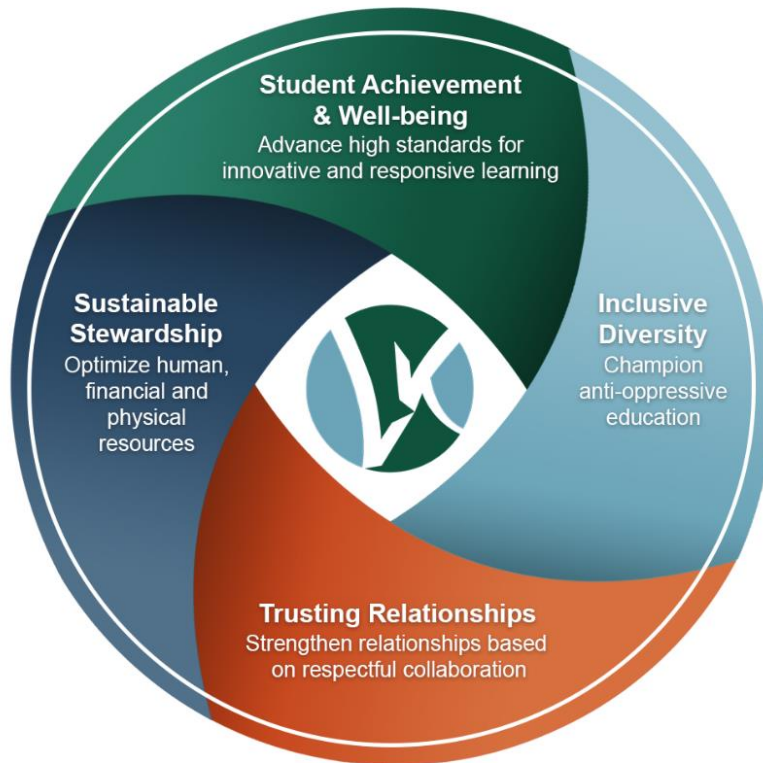 Student Achievement
& Well-being
Advance high standards for
innovative and responsive learning
Sustainable
Stewardship
Optimize human,
financial and
physical
resources
Inclusive
Diversity
Champion
anti-oppressive
education
Trusting Relationships
Strengthen relationships based
on respectful collaboration